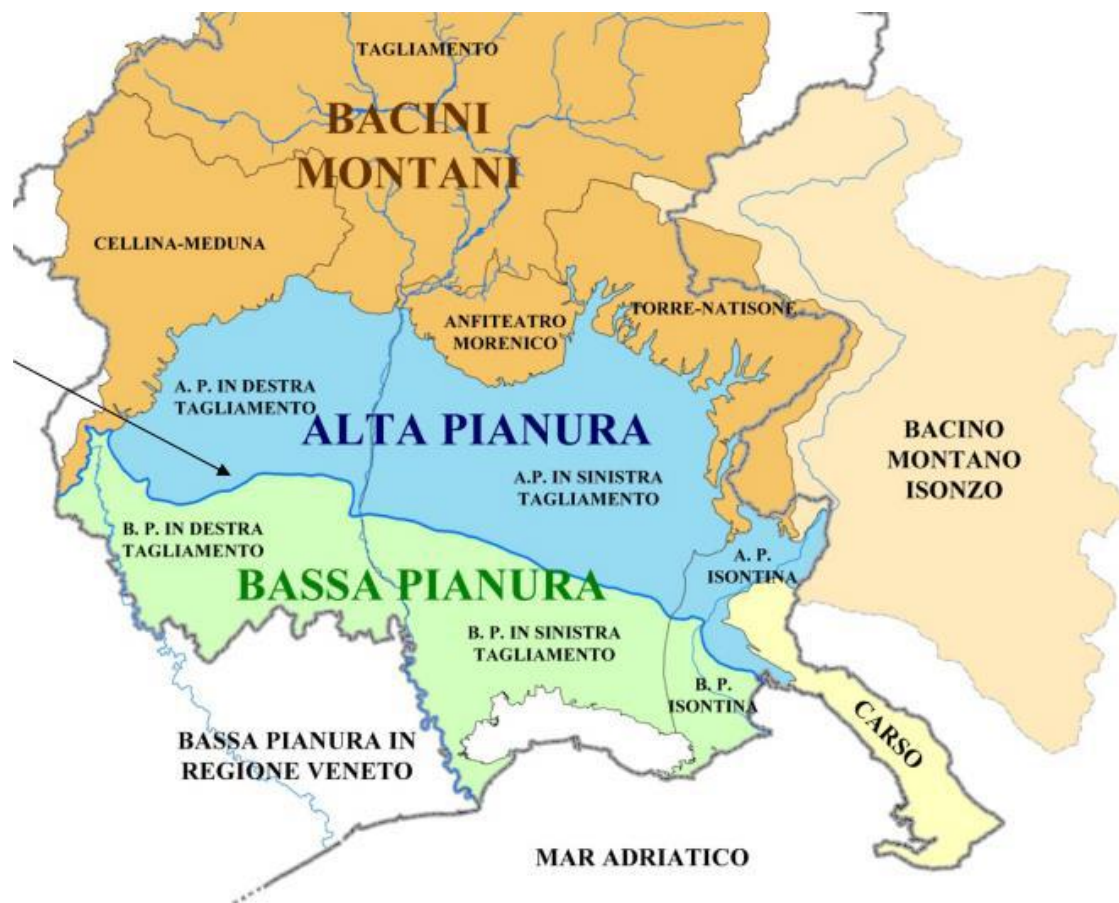 TAGLIAMENTO
BACINI
MONTANI
CELLINA-MEDUNA
ANFITEATRO
MORENICO
TORRE-NATISONE
A. P. IN DESTRA
TAGLIAMENTO
ALTA PIANURA
A.P. IN SINISTRA
TAGLIAMENTO
BACINO
MONTANO
ISONZO
B. P. IN DESTRA
TAGLIAMENTO
A. P.
ISONTINA
BASSA PIANURA
B. P. IN SINISTRA
TAGLIAMENTO
B. P.
ISONTINA
CARSO
BASSA PIANURA IN
REGIONE VENETO
MAR ADRIATICO